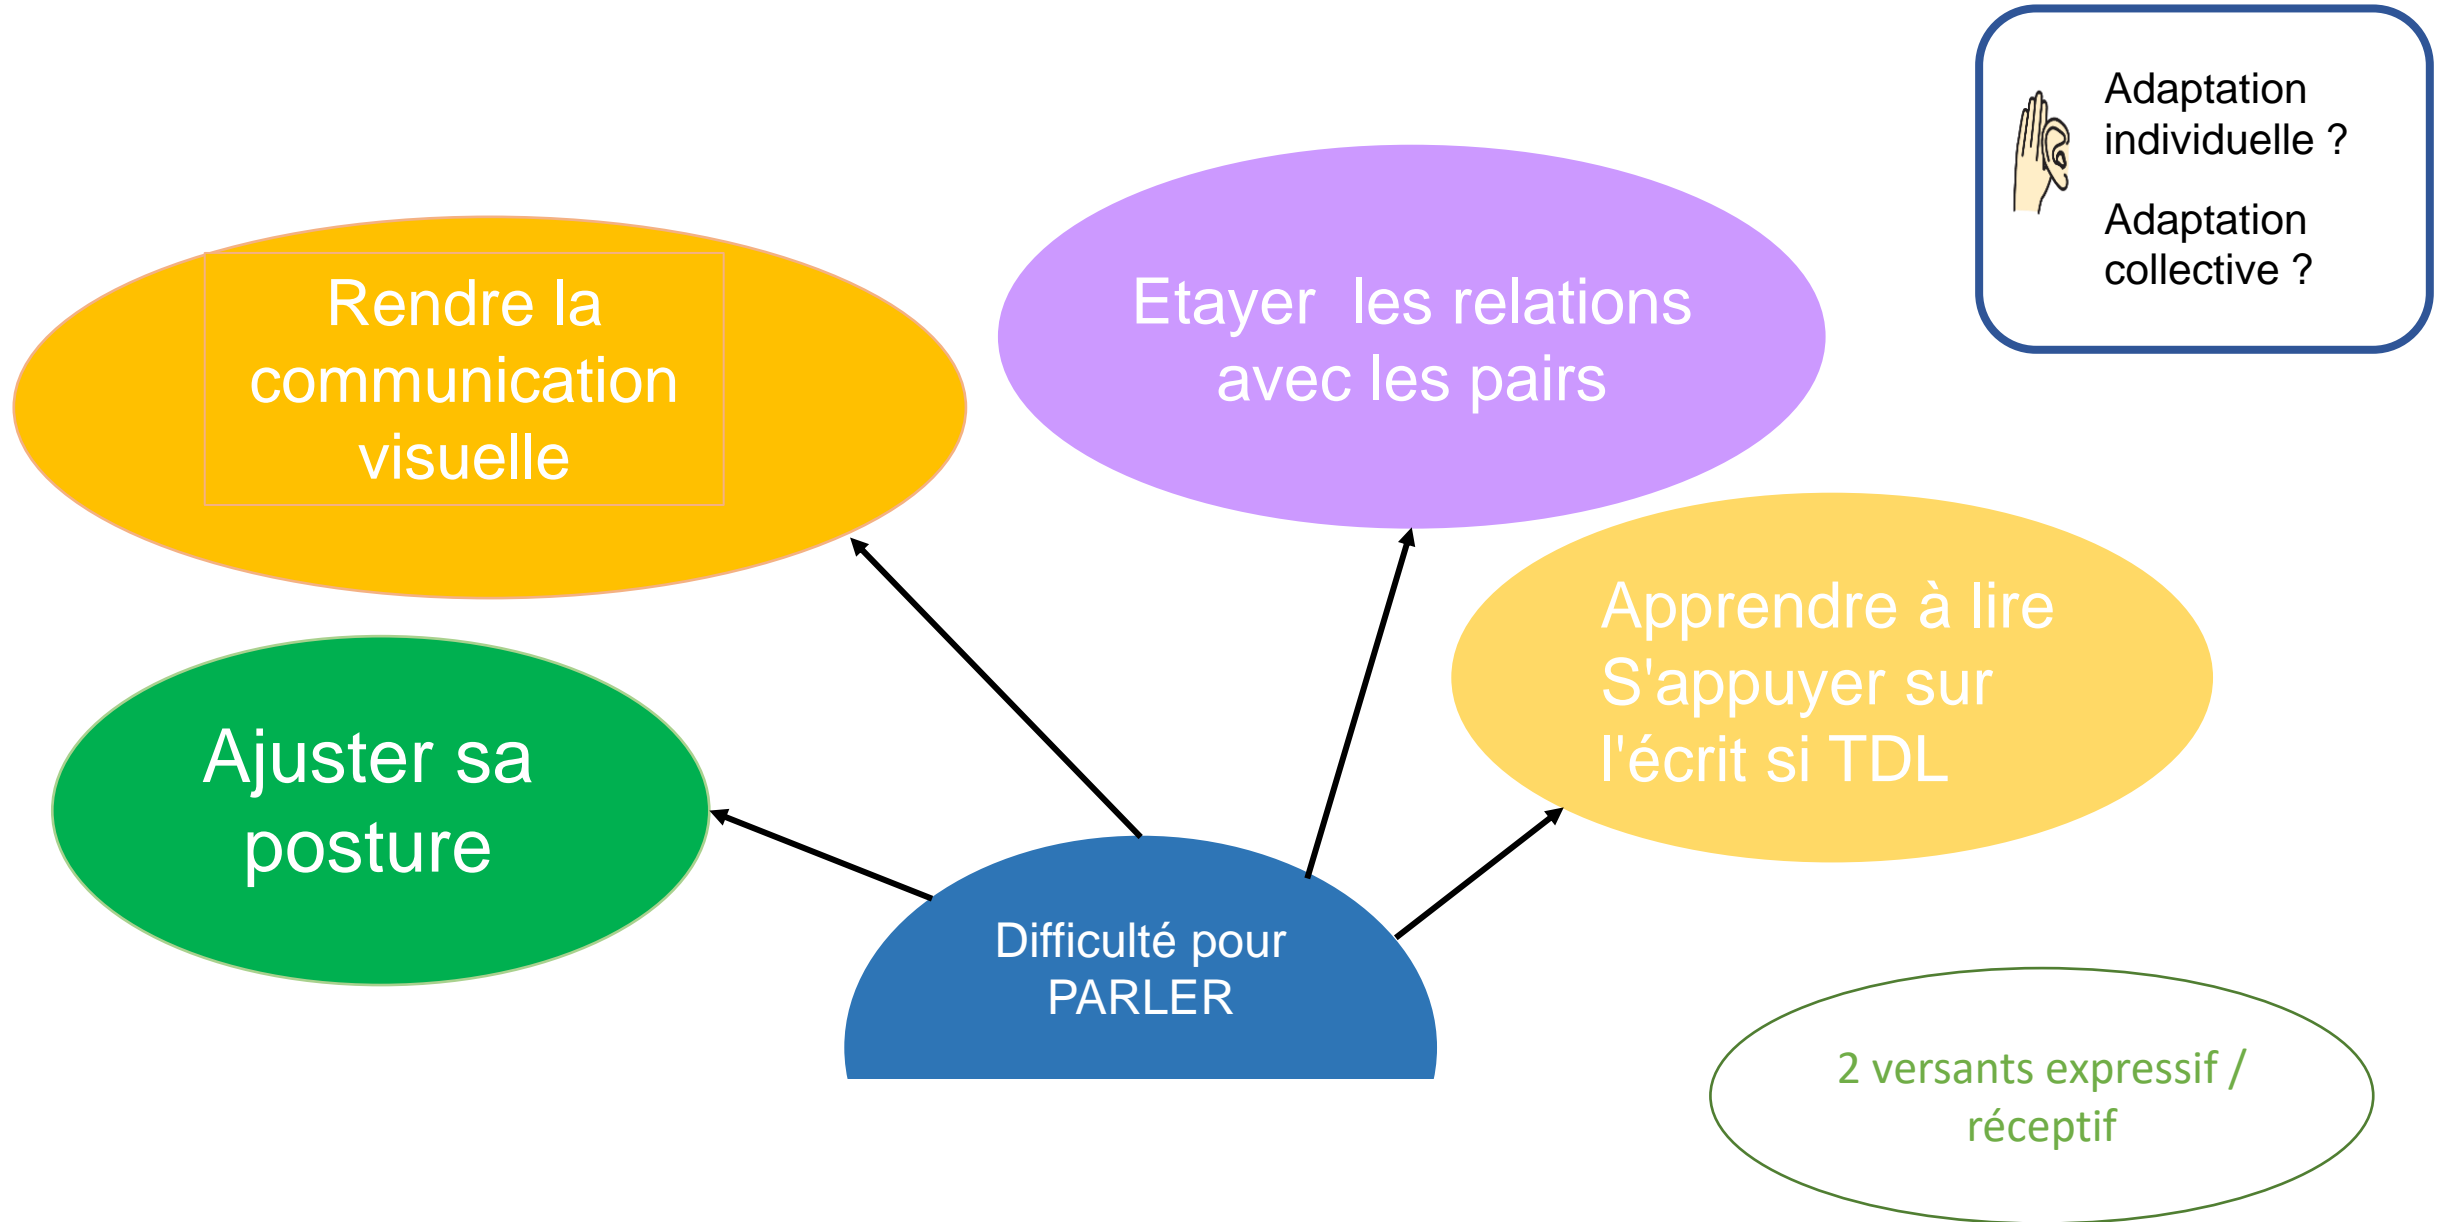 Adaptation
individuelle ?
Adaptation
collective ?
Rendre la
communication
visuelle
Etayer  les relations
avec les pairs
Apprendre à lire
S'appuyer sur
l'écrit si TDL
Ajuster sa
posture
Difficulté pour
PARLER
2 versants expressif /
réceptif